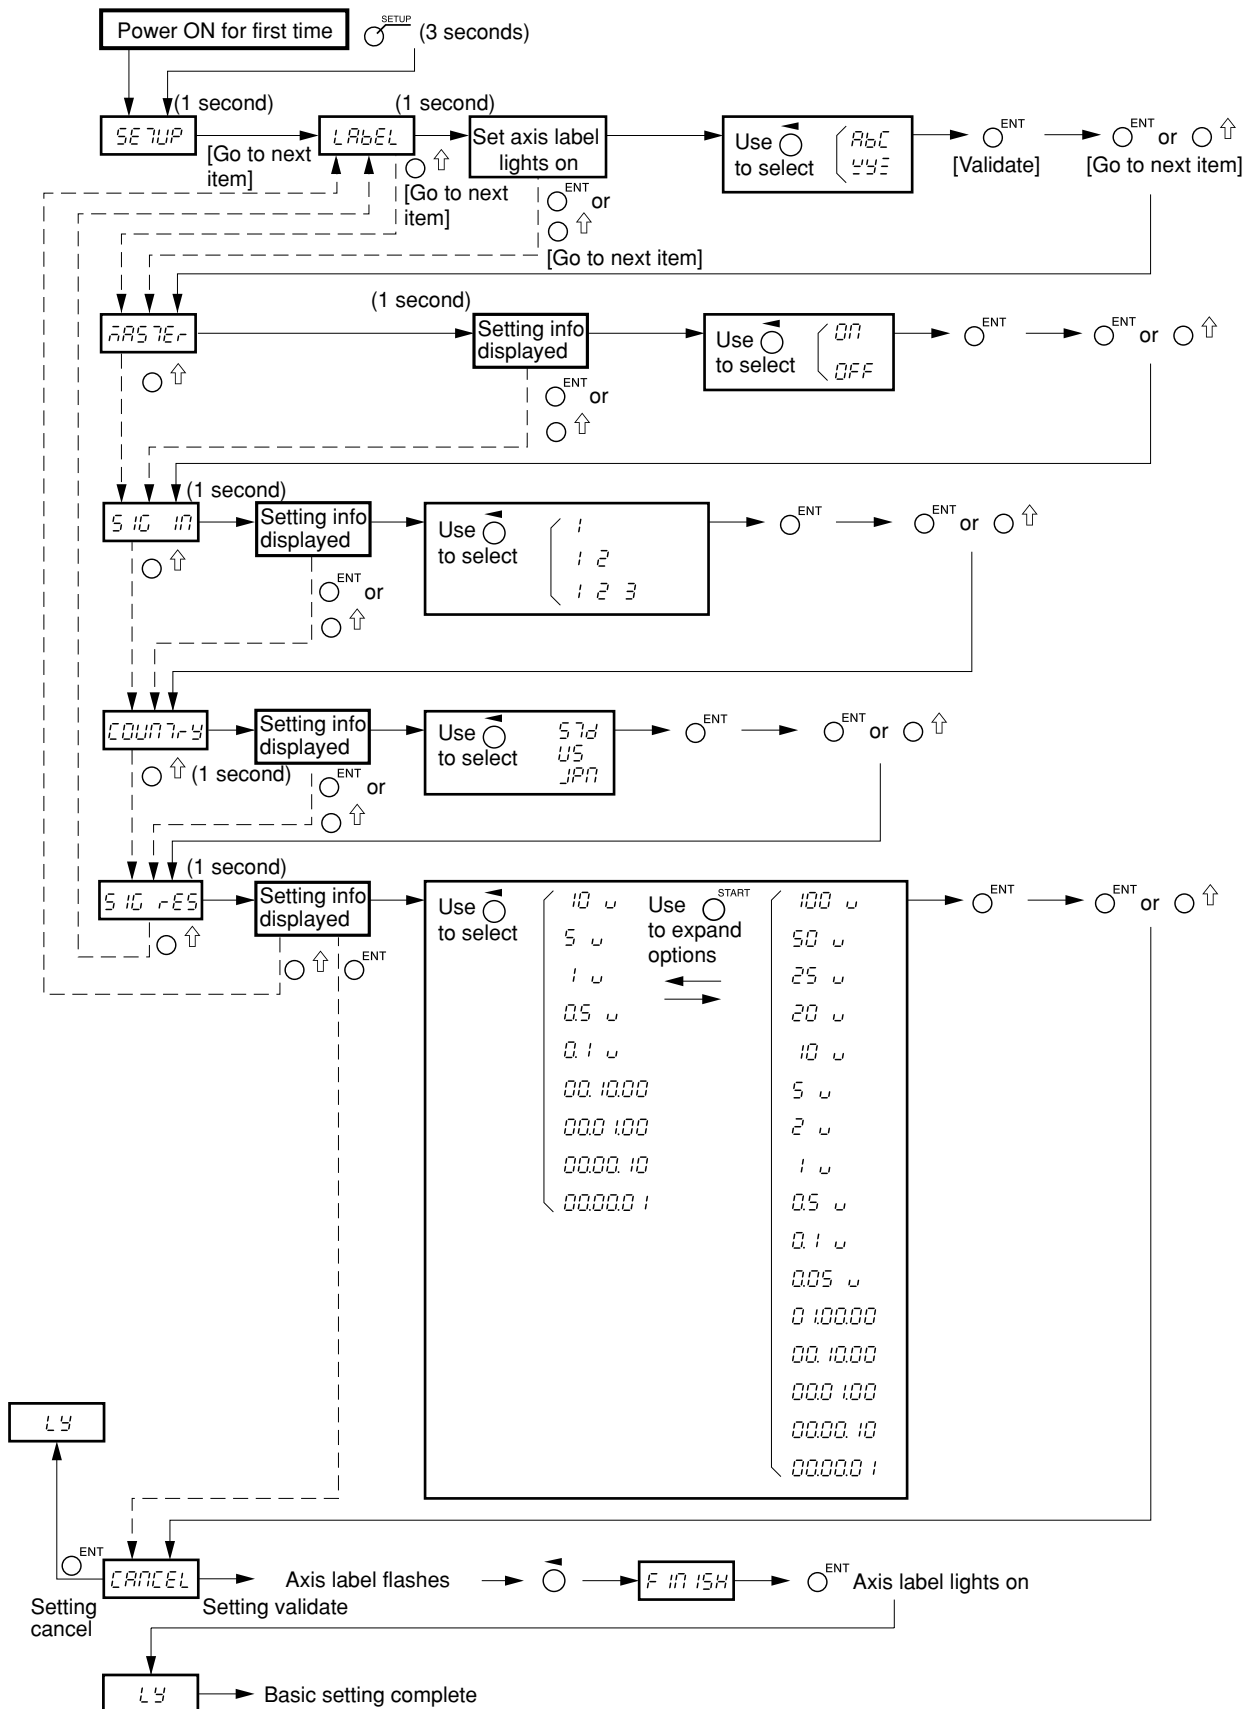 Power ON for first time
SETUP
(3 seconds)
(1 second)
(1 second)
SETUP
[Go to next
item]
LAbEL
[Go to next
item]
Set axis label
lights on
ENT
or
[Go to next item]
Use
to select
AbC
XYZ
ENT
[Validate]
ENT
or
[Go to next item]
(1 second)
MASTEr
Setting info
displayed
ENT
or
Use
to select
ON
OFF
ENT
ENT
or
(1 second)
SIG IN
Setting info
displayed
ENT
or
Use
to select
1
1 2
1 2 3
ENT
ENT
or
COUNTrY
(1 second)
Setting info
displayed
ENT
or
Use
to select
STd
US
JPN
ENT
ENT
or
(1 second)
SIG rES
Setting info
displayed
ENT
Use
to select
10 u
5 u
1 u
0.5 u
0.1 u
00.10.00
00.01.00
00.00.10
00.00.01
Use
START
to expand
options
100 u
50 u
25 u
20 u
10 u
5 u
2 u
1 u
0.5 u
0.1 u
0.05 u
01.00.00
00.10.00
00.01.00
00.00.10
00.00.01
ENT
ENT
or
LY
ENT
Setting
cancel
CANCEL
Setting validate
Axis label flashes
FINISH
ENT
Axis label lights on
LY
Basic setting complete